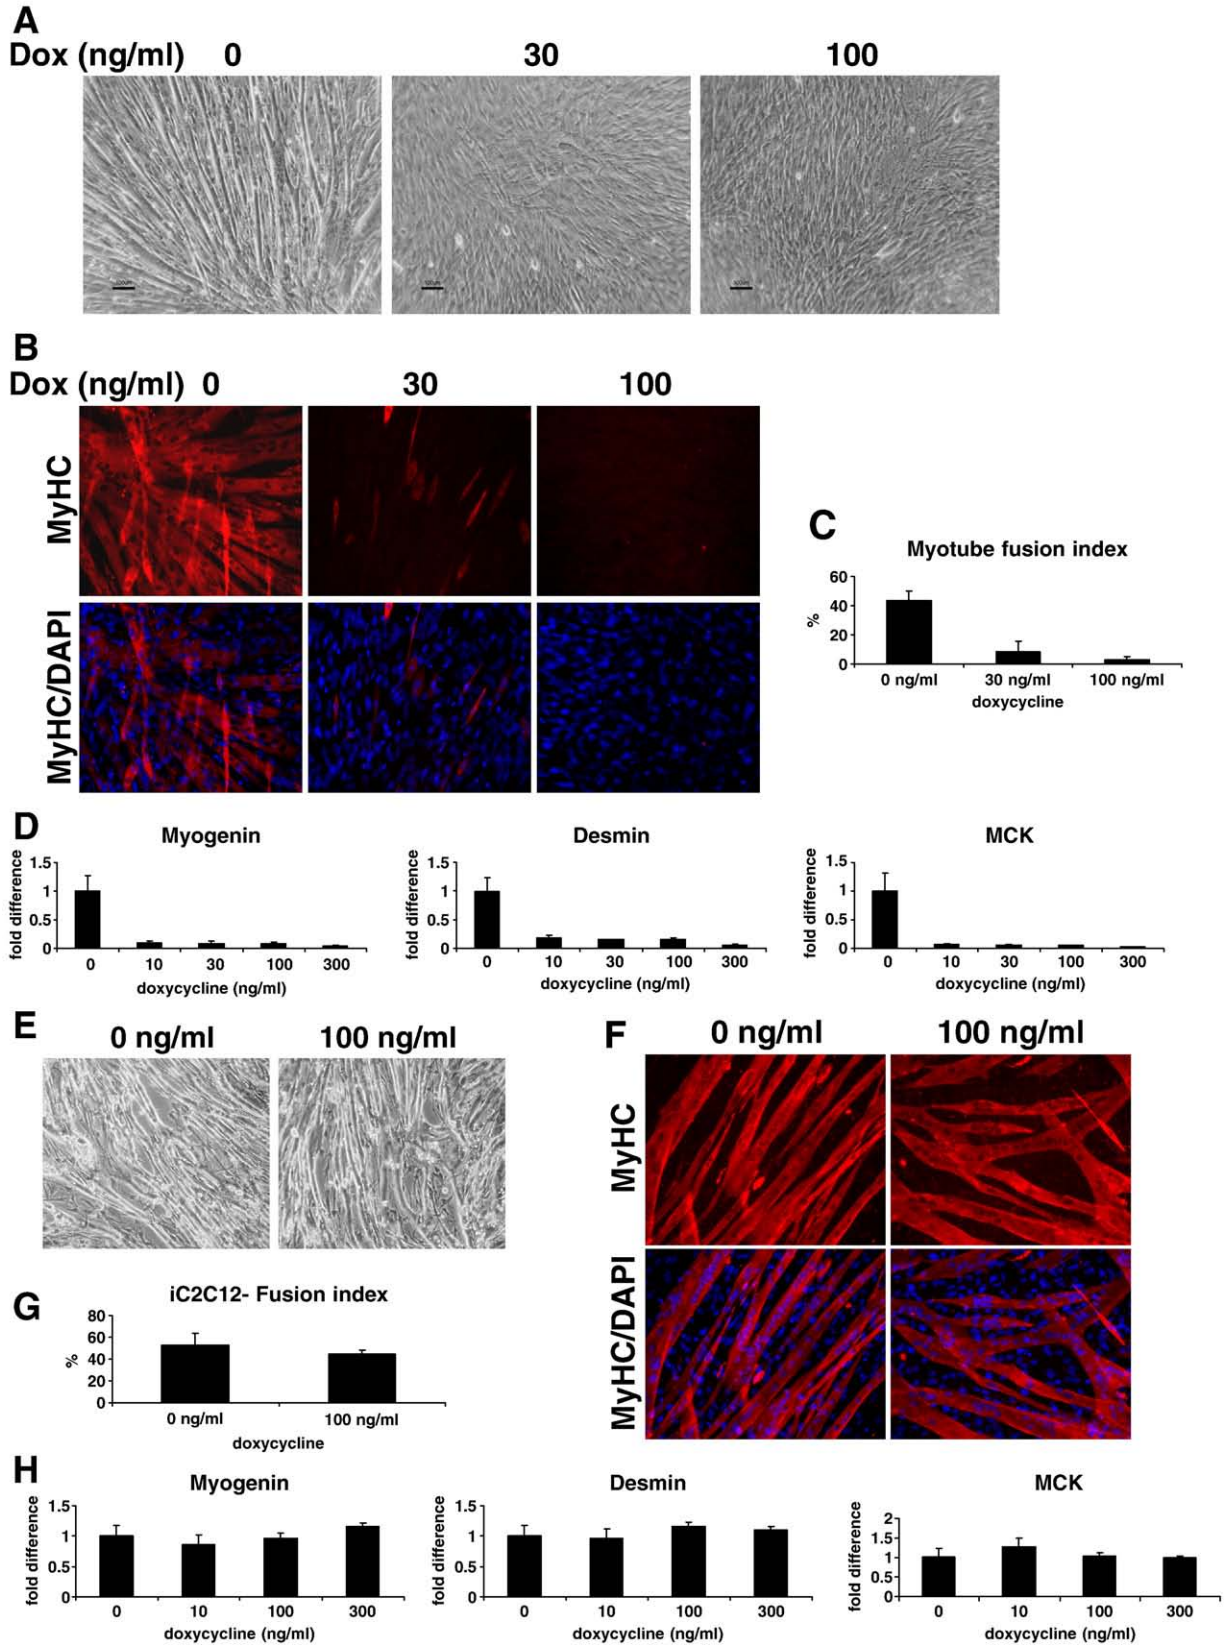 A
Dox (ng/ml) 0 30 100
B
Dox (ng/ml) 0 30 100
MyHC
MyHC/DAPI
C
Myotube fusion index
60
40
20
0
%
0 ng/ml 30 ng/ml 100 ng/ml
doxycycline
D
Myogenin
fold difference
1.5
1
0.5
0
0 10 30 100 300
doxycycline (ng/ml)
Desmin
fold difference
1.5
1
0.5
0
0 10 30 100 300
doxycycline (ng/ml)
MCK
fold difference
1.5
1
0.5
0
0 10 30 100 300
doxycycline (ng/ml)
E
0 ng/ml 100 ng/ml
F
0 ng/ml 100 ng/ml
MyHC
MyHC/DAPI
G
iC2C12- Fusion index
80
60
40
20
0
%
0 ng/ml 100 ng/ml
doxycycline
H
Myogenin
fold difference
1.5
1
0.5
0
0 10 100 300
doxycycline (ng/ml)
Desmin
fold difference
1.5
1
0.5
0
0 10 100 300
doxycycline (ng/ml)
MCK
fold difference
2
1.5
1
0.5
0
0 10 100 300
doxycycline (ng/ml)